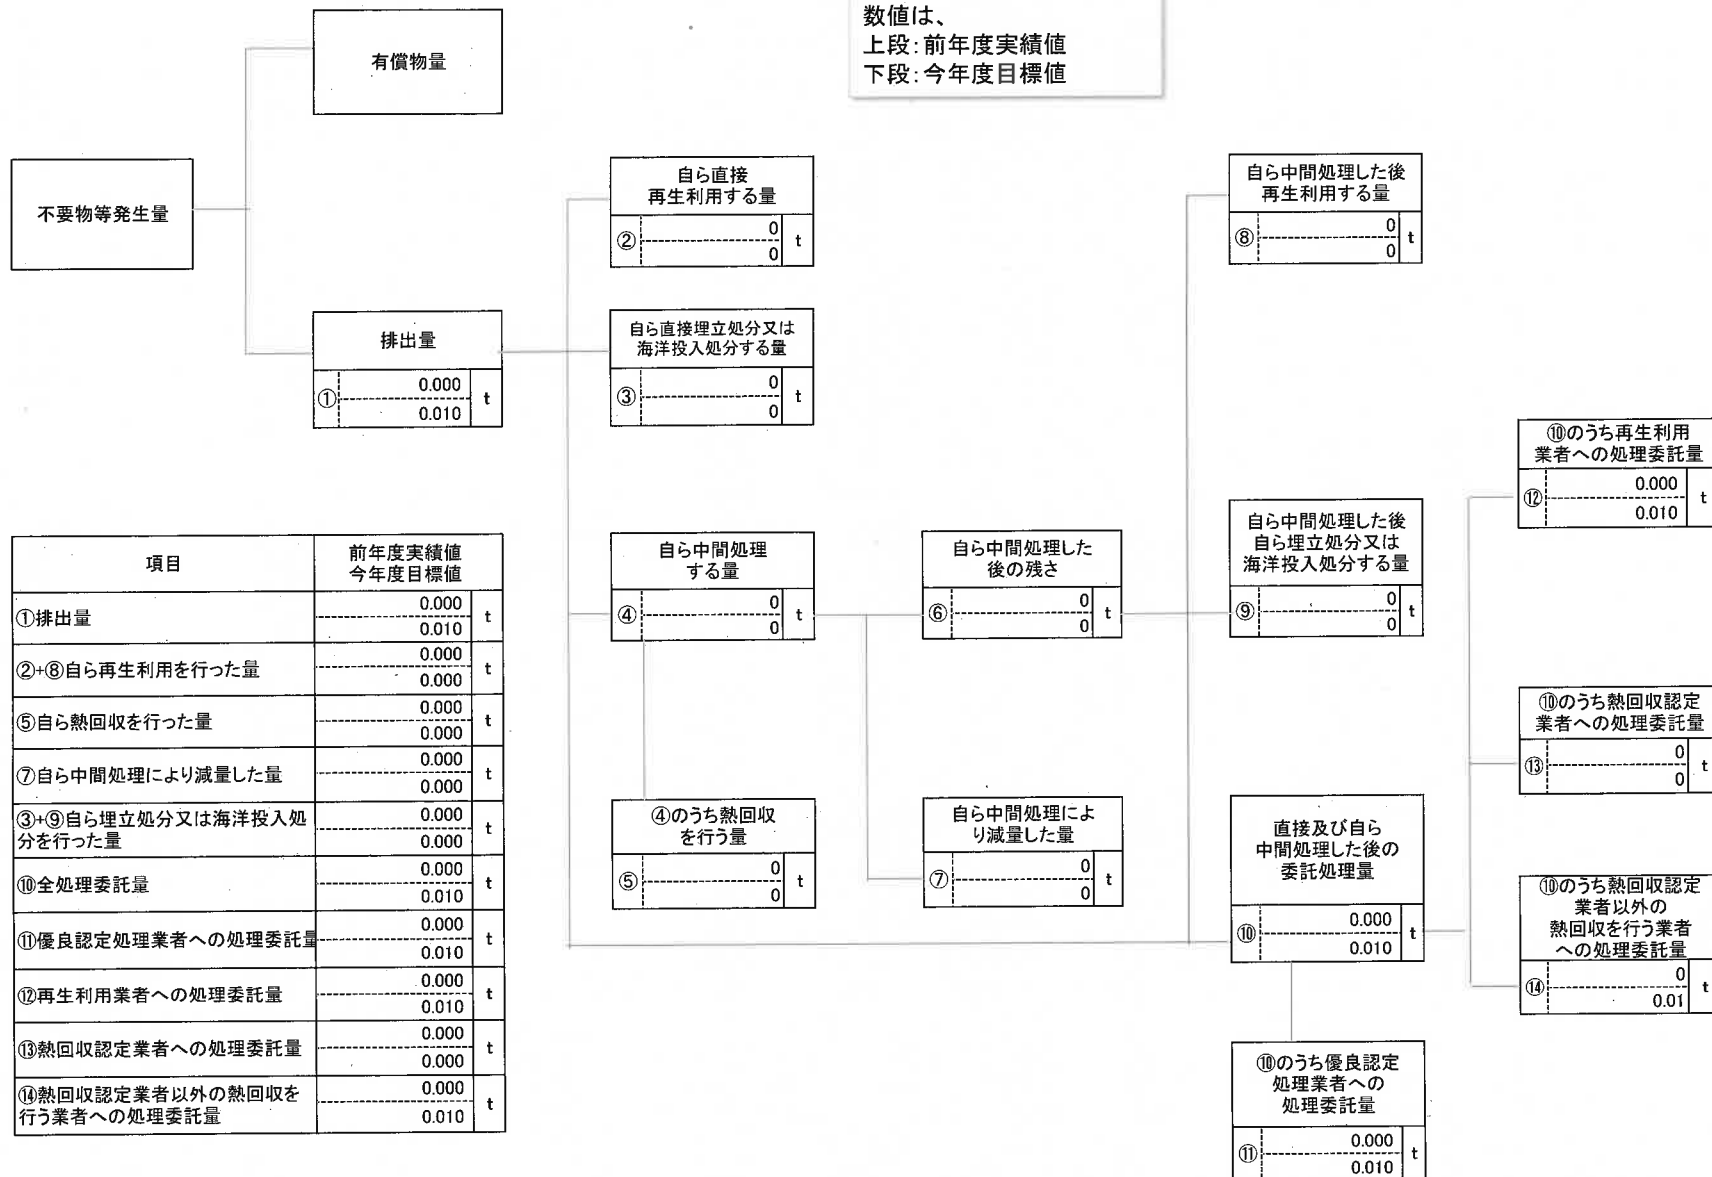 数値は、
上段:前年度実績値
下段:今年度目標値
有償物量
不要物等発生量
排出量
①
0.000
0.010
t
自ら直接
再生利用する量
②
0
0
t
自ら直接埋立処分又は
海洋投入処分する量
③
0
0
t
自ら中間処理
する量
④
0
0
t
④のうち熱回収
を行う量
⑤
0
0
t
自ら中間処理した
後の残さ
⑥
0
0
t
自ら中間処理によ
り減量した量
⑦
0
0
t
自ら中間処理した後
再生利用する量
⑧
0
0
t
自ら中間処理した後
自ら埋立処分又は
海洋投入処分する量
⑨
0
0
t
直接及び自ら
中間処理した後の
委託処理量
⑩
0.000
0.010
t
⑩のうち優良認定
処理業者への
処理委託量
⑪
0.000
0.010
t
⑩のうち再生利用
業者への処理委託量
⑫
0.000
0.010
t
⑩のうち熱回収認定
業者への処理委託量
⑬
0
0
t
⑩のうち熱回収認定
業者以外の
熱回収を行う業者
への処理委託量
⑭
0
0.01
t
項目
前年度実績値
今年度目標値
①排出量
0.000
0.010
t
②+⑧自ら再生利用を行った量
0.000
0.000
t
⑤自ら熱回収を行った量
0.000
0.000
t
⑦自ら中間処理により減量した量
0.000
0.000
t
③+⑨自ら埋立処分又は海洋投入処
分を行った量
0.000
0.000
t
⑩全処理委託量
0.000
0.010
t
⑪優良認定処理業者への処理委託量
0.000
0.010
t
⑫再生利用業者への処理委託量
0.000
0.010
t
⑬熱回収認定業者への処理委託量
0.000
0.000
t
⑭熱回収認定業者以外の熱回収を
行う業者への処理委託量
0.000
0.010
t